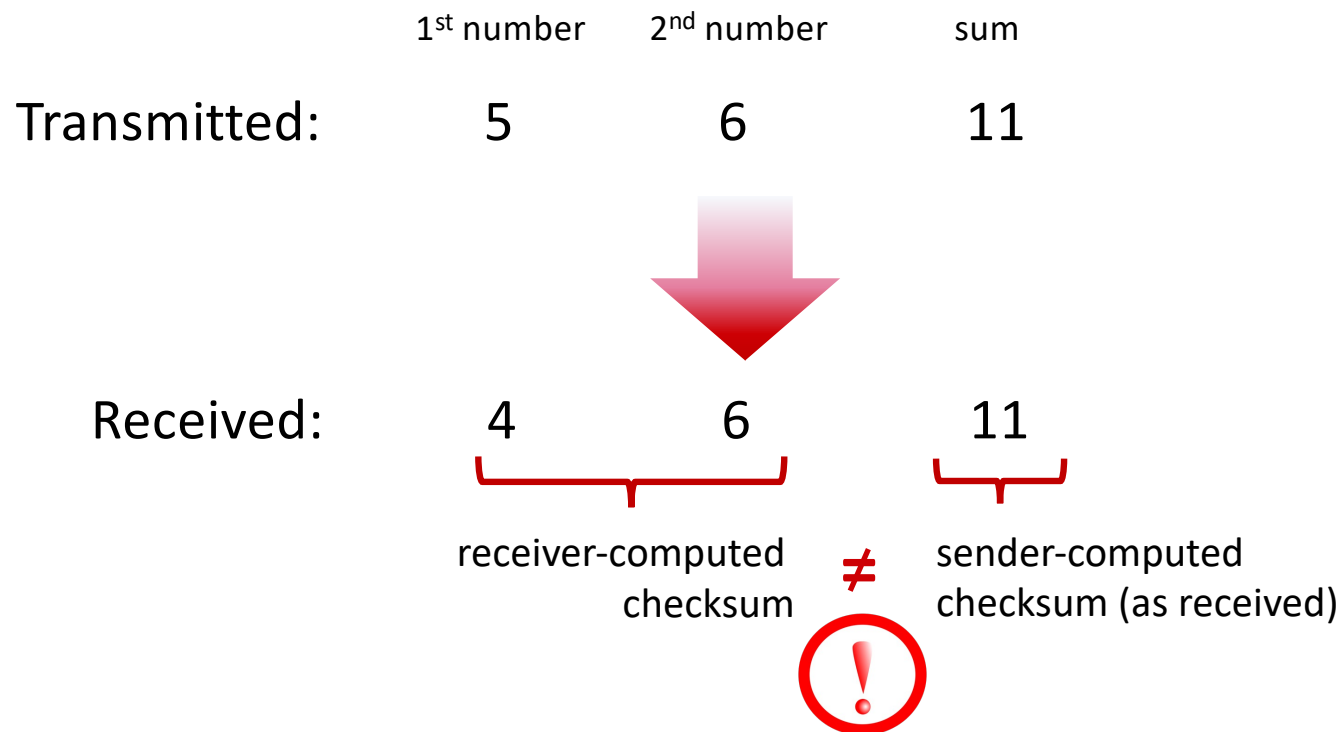 1st number 2nd number sum
Transmitted: 5 6 11
Received: 4 6 11
receiver-computed ≠ sender-computed
checksum checksum (as received)
!